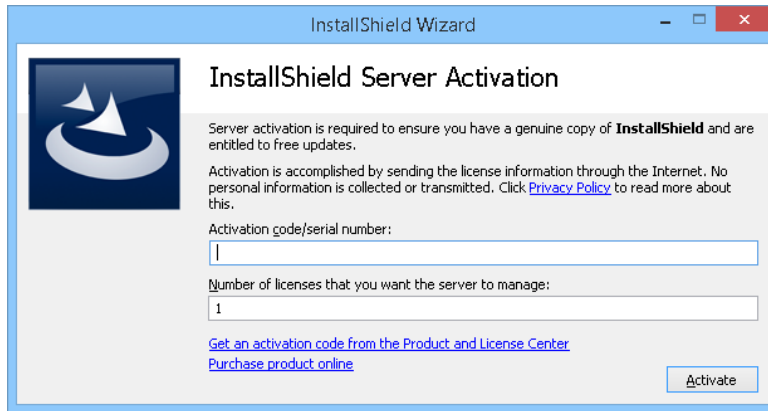 InstallShield Wizard
InstallShield Server Activation
Server activation is required to ensure you have a genuine copy of InstallShield and are
entitled to free updates.
Activation is accomplished by sending the license information through the Internet. No
personal information is collected or transmitted. Click Privacy Policy to read more about
this.
Activation code/serial number:
Number of licenses that you want the server to manage:
1
Get an activation code from the Product and License Center
Purchase product online
Activate